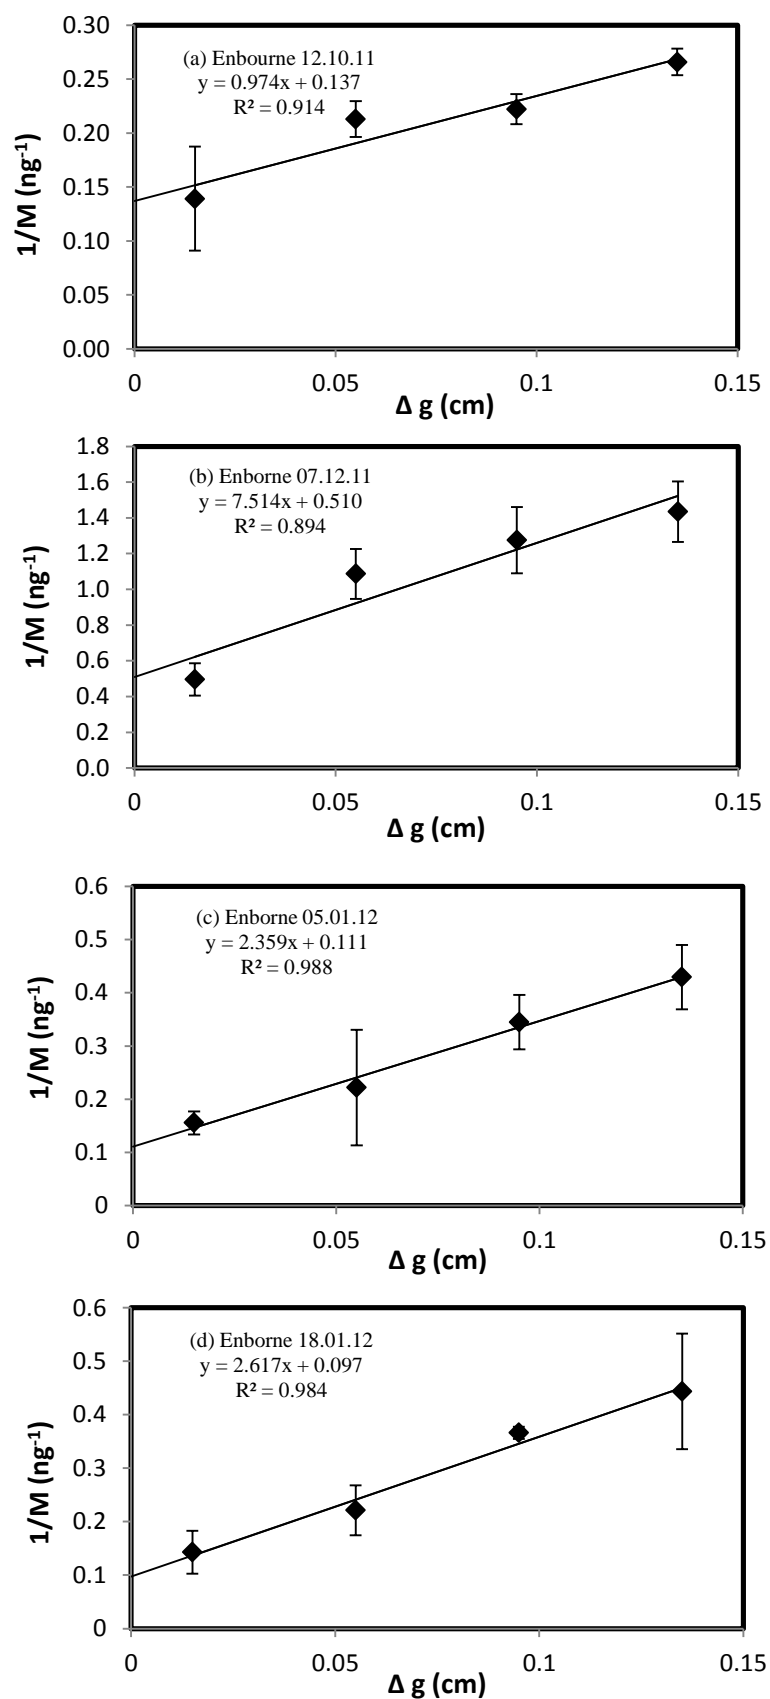 0.30
(a) Enbourne 12.10.11
y = 0.974x + 0.137
R² = 0.914
0.25
0.20
0.15
0.10
0.05
0.00
1/M (ng⁻¹)
0 0.05 0.1 0.15
Δ g (cm)
1.8
(b) Enborne 07.12.11
y = 7.514x + 0.510
R² = 0.894
1.6
1.4
1.2
1.0
0.8
0.6
0.4
0.2
0.0
1/M (ng⁻¹)
0 0.05 0.1 0.15
Δ g (cm)
0.6
(c) Enborne 05.01.12
y = 2.359x + 0.111
R² = 0.988
0.5
0.4
0.3
0.2
0.1
0
1/M (ng⁻¹)
0 0.05 0.1 0.15
Δ g (cm)
0.6
(d) Enborne 18.01.12
y = 2.617x + 0.097
R² = 0.984
0.5
0.4
0.3
0.2
0.1
0
1/M (ng⁻¹)
0 0.05 0.1 0.15
Δ g (cm)